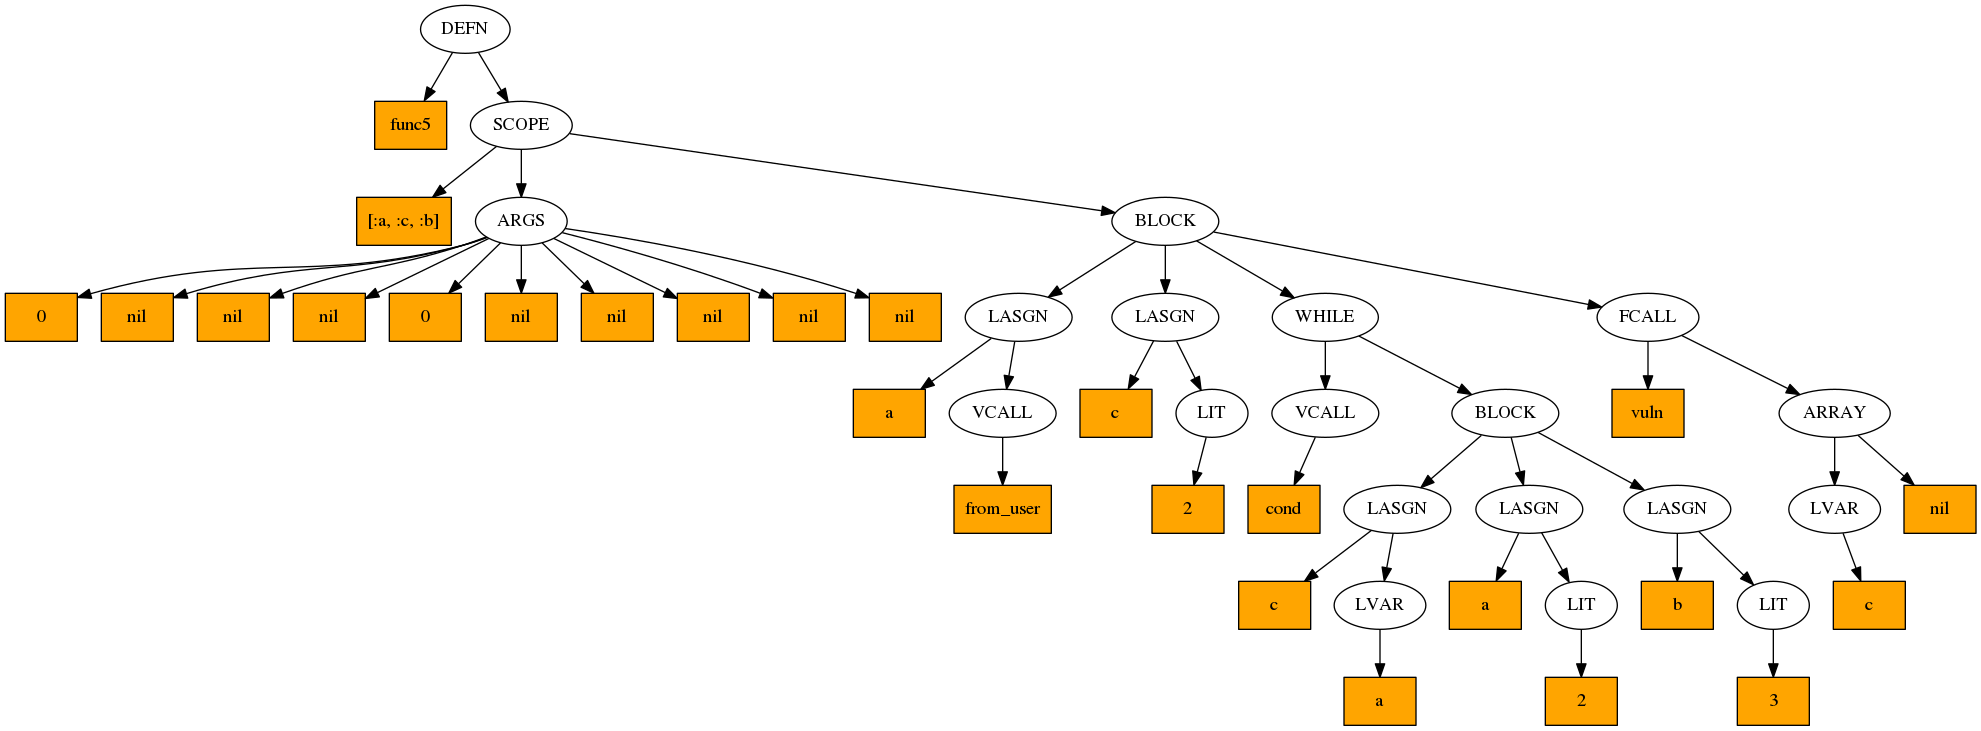 DEFN
func5
SCOPE
[:a, :c, :b]
ARGS
BLOCK
0
nil
nil
nil
0
nil
nil
nil
nil
nil
LASGN
LASGN
WHILE
FCALL
a
VCALL
c
LIT
VCALL
BLOCK
vuln
ARRAY
from_user
2
cond
LASGN
LASGN
LASGN
LVAR
nil
c
LVAR
a
LIT
b
LIT
c
a
2
3